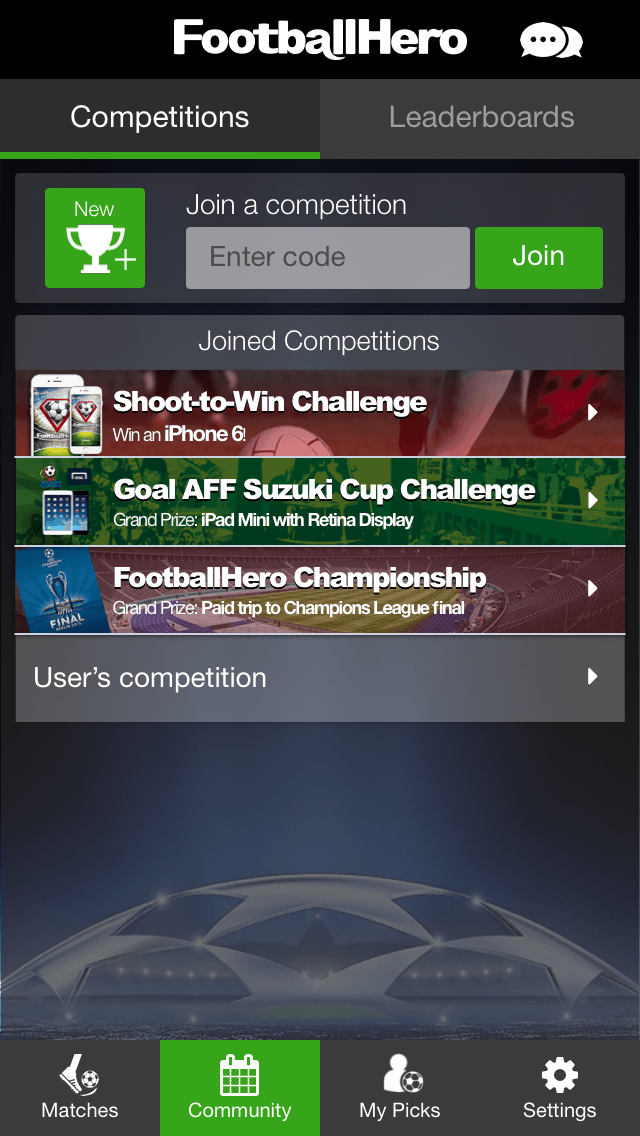 FootballHero
Competitions
Leaderboards
New
Join a competition
Enter code
Join
Joined Competitions
Shoot-to-Win Challenge
Win an iPhone 6!
Goal AFF Suzuki Cup Challenge
Grand Prize: iPad Mini with Retina Display
FootballHero Championship
Grand Prize: Paid trip to Champions League final
FINAL
User's competition
Matches
Community
My Picks
Settings